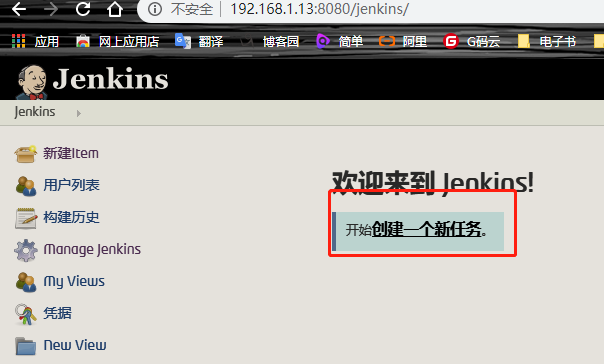 不安全 192.168.1.13:8080/jenkins/
应用 网上应用店 翻译 博客园 简单 阿里 G码云 电子书
Jenkins
Jenkins
新建Item
用户列表
构建历史
Manage Jenkins
My Views
凭据
New View
欢迎来到 Jenkins!
开始创建一个新任务。